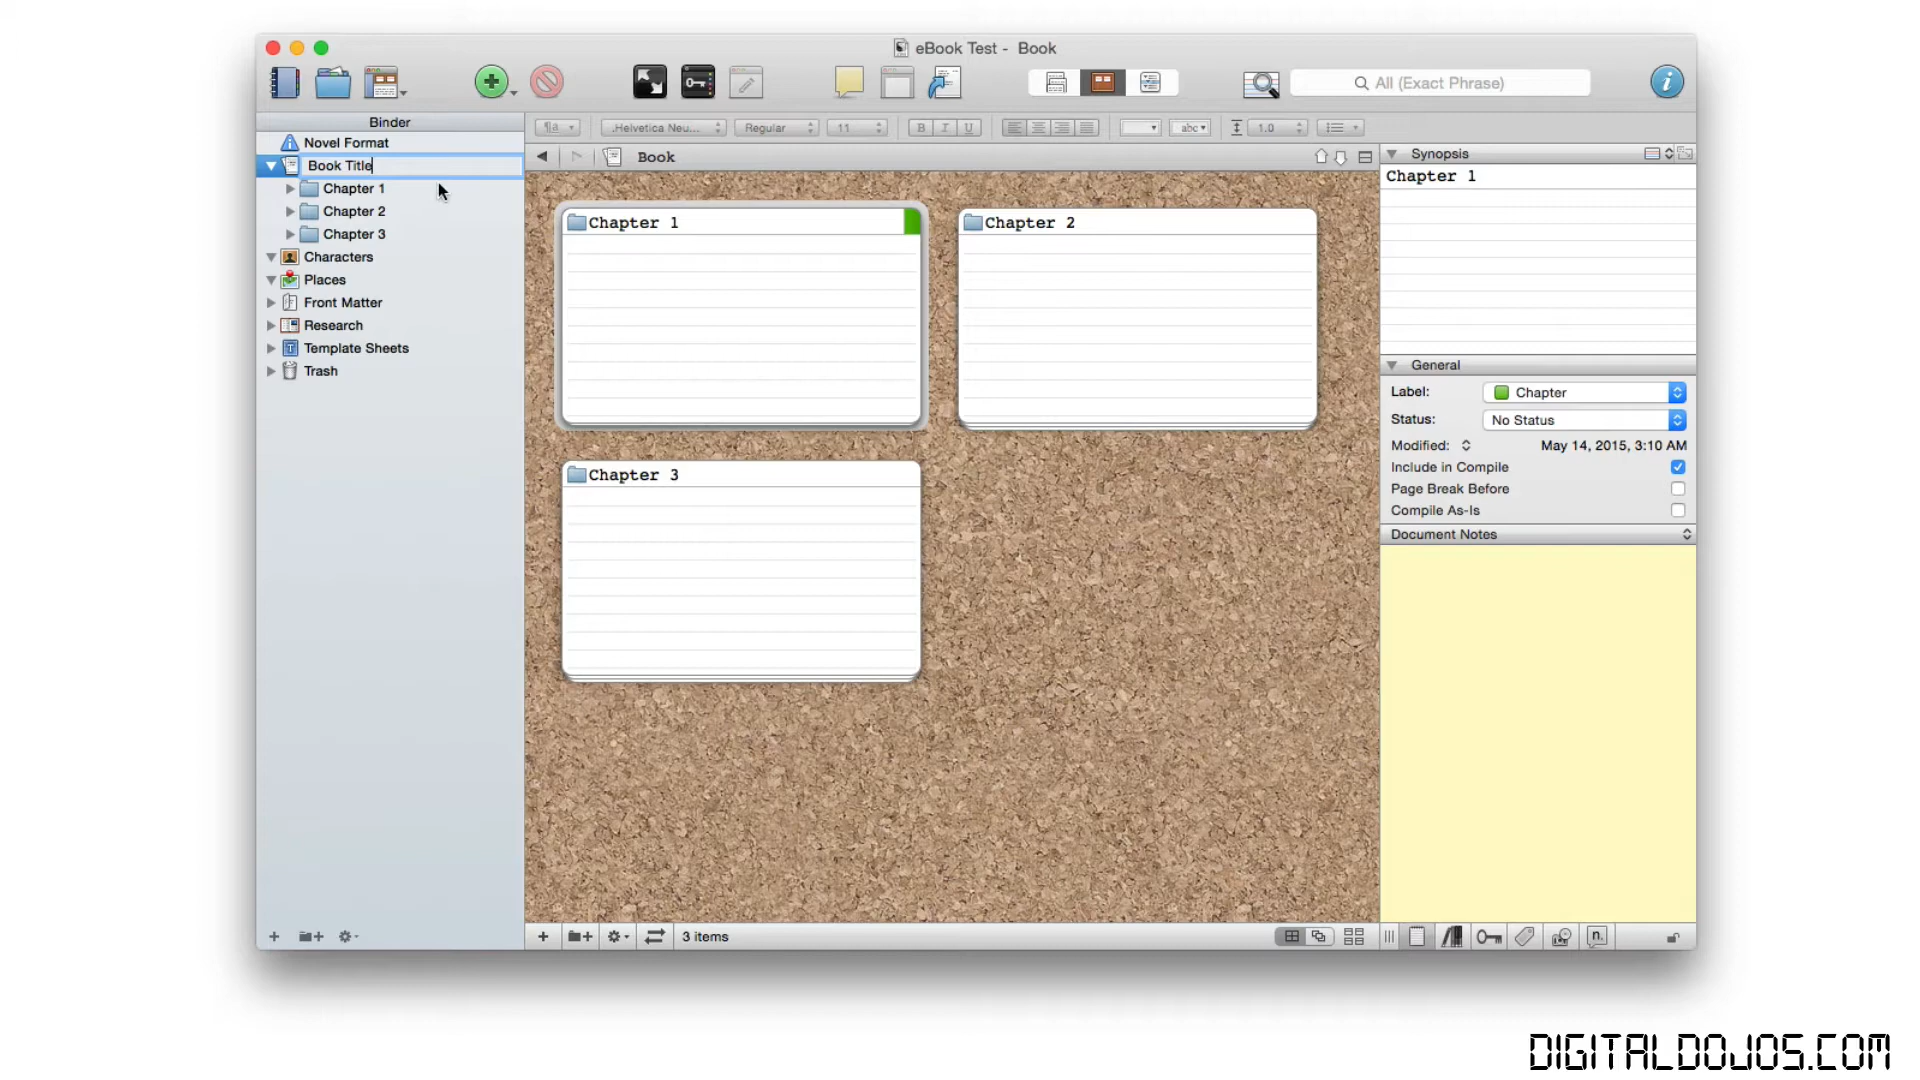 eBook Test - Book
All (Exact Phrase)
Binder
.Helvetica Neu...
Regular
11
B I U
abc
1.0
Novel Format
Book Title
Chapter 1
Chapter 2
Chapter 3
Characters
Places
Front Matter
Research
Template Sheets
Trash
Book
Chapter 1
Chapter 2
Chapter 3
3 items
Synopsis
Chapter 1
General
Label: Chapter
Status: No Status
Modified: May 14, 2015, 3:10 AM
Include in Compile
Page Break Before
Compile As-Is
Document Notes
n.
DIGITALDOJOS.COM